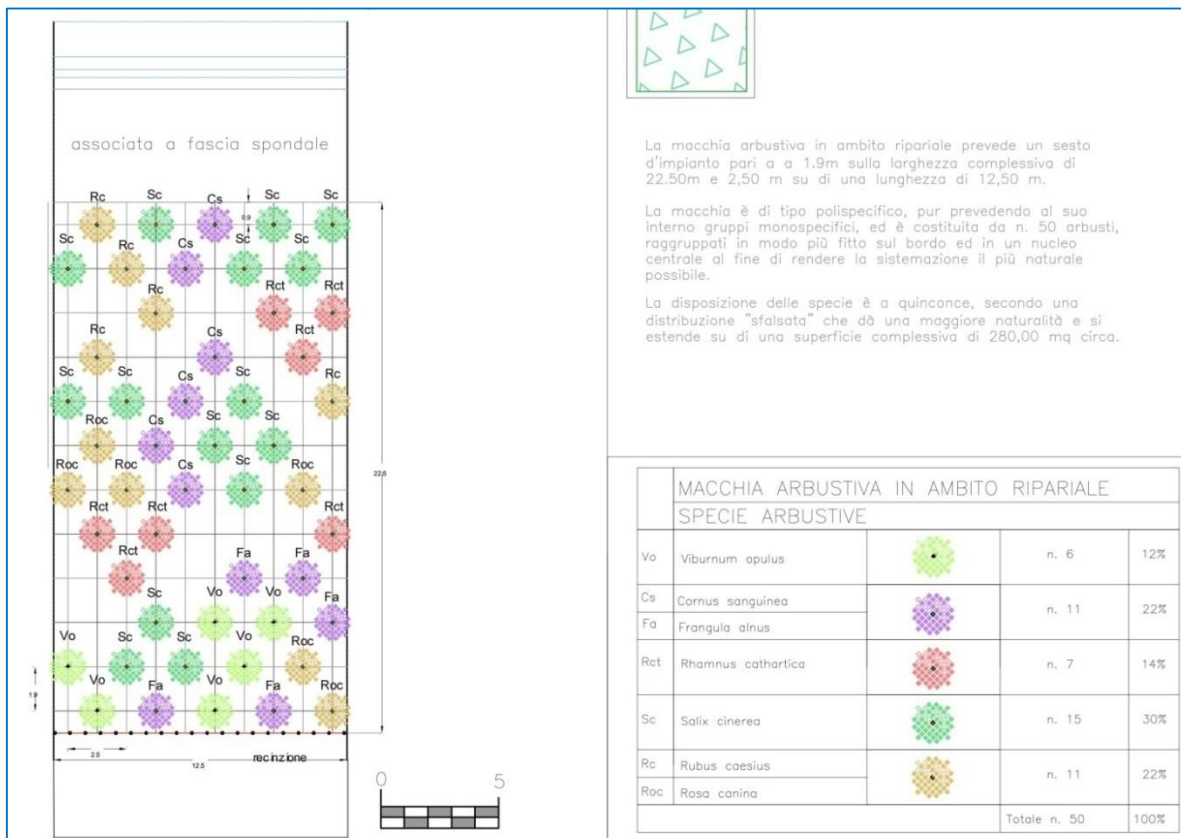 associata a fascia spondale
Rc Sc Cs Sc Sc
0.9
Sc Rc Cs Sc Sc
Rc Rct Rct
Rc Cs Rct
Sc Sc Cs Sc Rc
Roc Cs Sc Sc
22.5
Roc Roc Cs Sc Roc
Rct Rct Rct
Rct Fa Fa
Sc Vo Vo Fa
Vo Sc Sc Vo Roc
1.9
Vo Fa Vo Fa Roc
2.5
recinzione
12.5
0 5
La macchia arbustiva in ambito ripariale prevede un sesto
d'impianto pari a a 1.9m sulla larghezza complessiva di
22.50m e 2,50 m su di una lunghezza di 12,50 m.
La macchia è di tipo polispecifico, pur prevedendo al suo
interno gruppi monospecifici, ed è costituita da n. 50 arbusti,
raggruppati in modo più fitto sul bordo ed in un nucleo
centrale al fine di rendere la sistemazione il più naturale
possibile.
La disposizione delle specie è a quinconce, secondo una
distribuzione "sfalsata" che dà una maggiore naturalità e si
estende su di una superficie complessiva di 280,00 mq circa.
MACCHIA ARBUSTIVA IN AMBITO RIPARIALE
SPECIE ARBUSTIVE
Vo Viburnum opulus n. 6 12%
Cs Cornus sanguinea n. 11 22%
Fa Frangula alnus
Rct Rhamnus cathartica n. 7 14%
Sc Salix cinerea n. 15 30%
Rc Rubus caesius n. 11 22%
Roc Rosa canina
Totale n. 50 100%